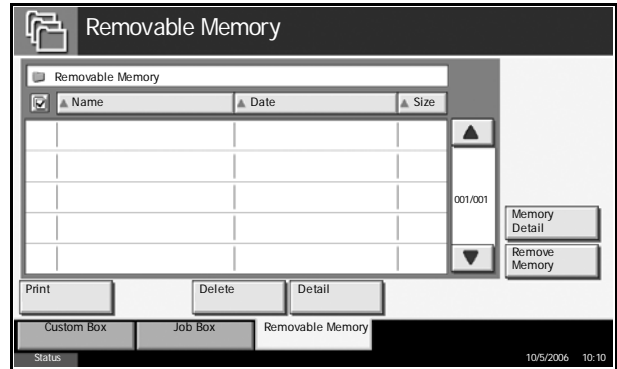 Removable Memory
Removable Memory
Name Date Size
001/001
Memory
Detail
Remove
Memory
Print Delete Detail
Custom Box Job Box Removable Memory
Status 10/5/2006 10:10